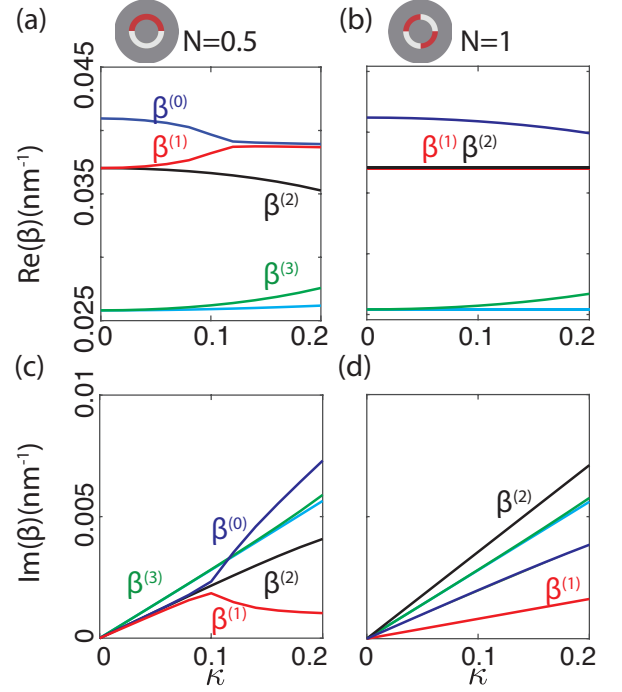 (a) N=0.5
(b) N=1
Re(β)(nm⁻¹)
0.045
0.035
0.025
β⁽⁰⁾
β⁽¹⁾
β⁽²⁾
β⁽³⁾
0 0.1 0.2
β⁽¹⁾ β⁽²⁾
0 0.1 0.2
(c)
(d)
Im(β)(nm⁻¹)
0.01
0.005
0
β⁽³⁾
β⁽⁰⁾
β⁽²⁾
β⁽¹⁾
0 0.1 0.2
κ
β⁽²⁾
β⁽¹⁾
0 0.1 0.2
κ